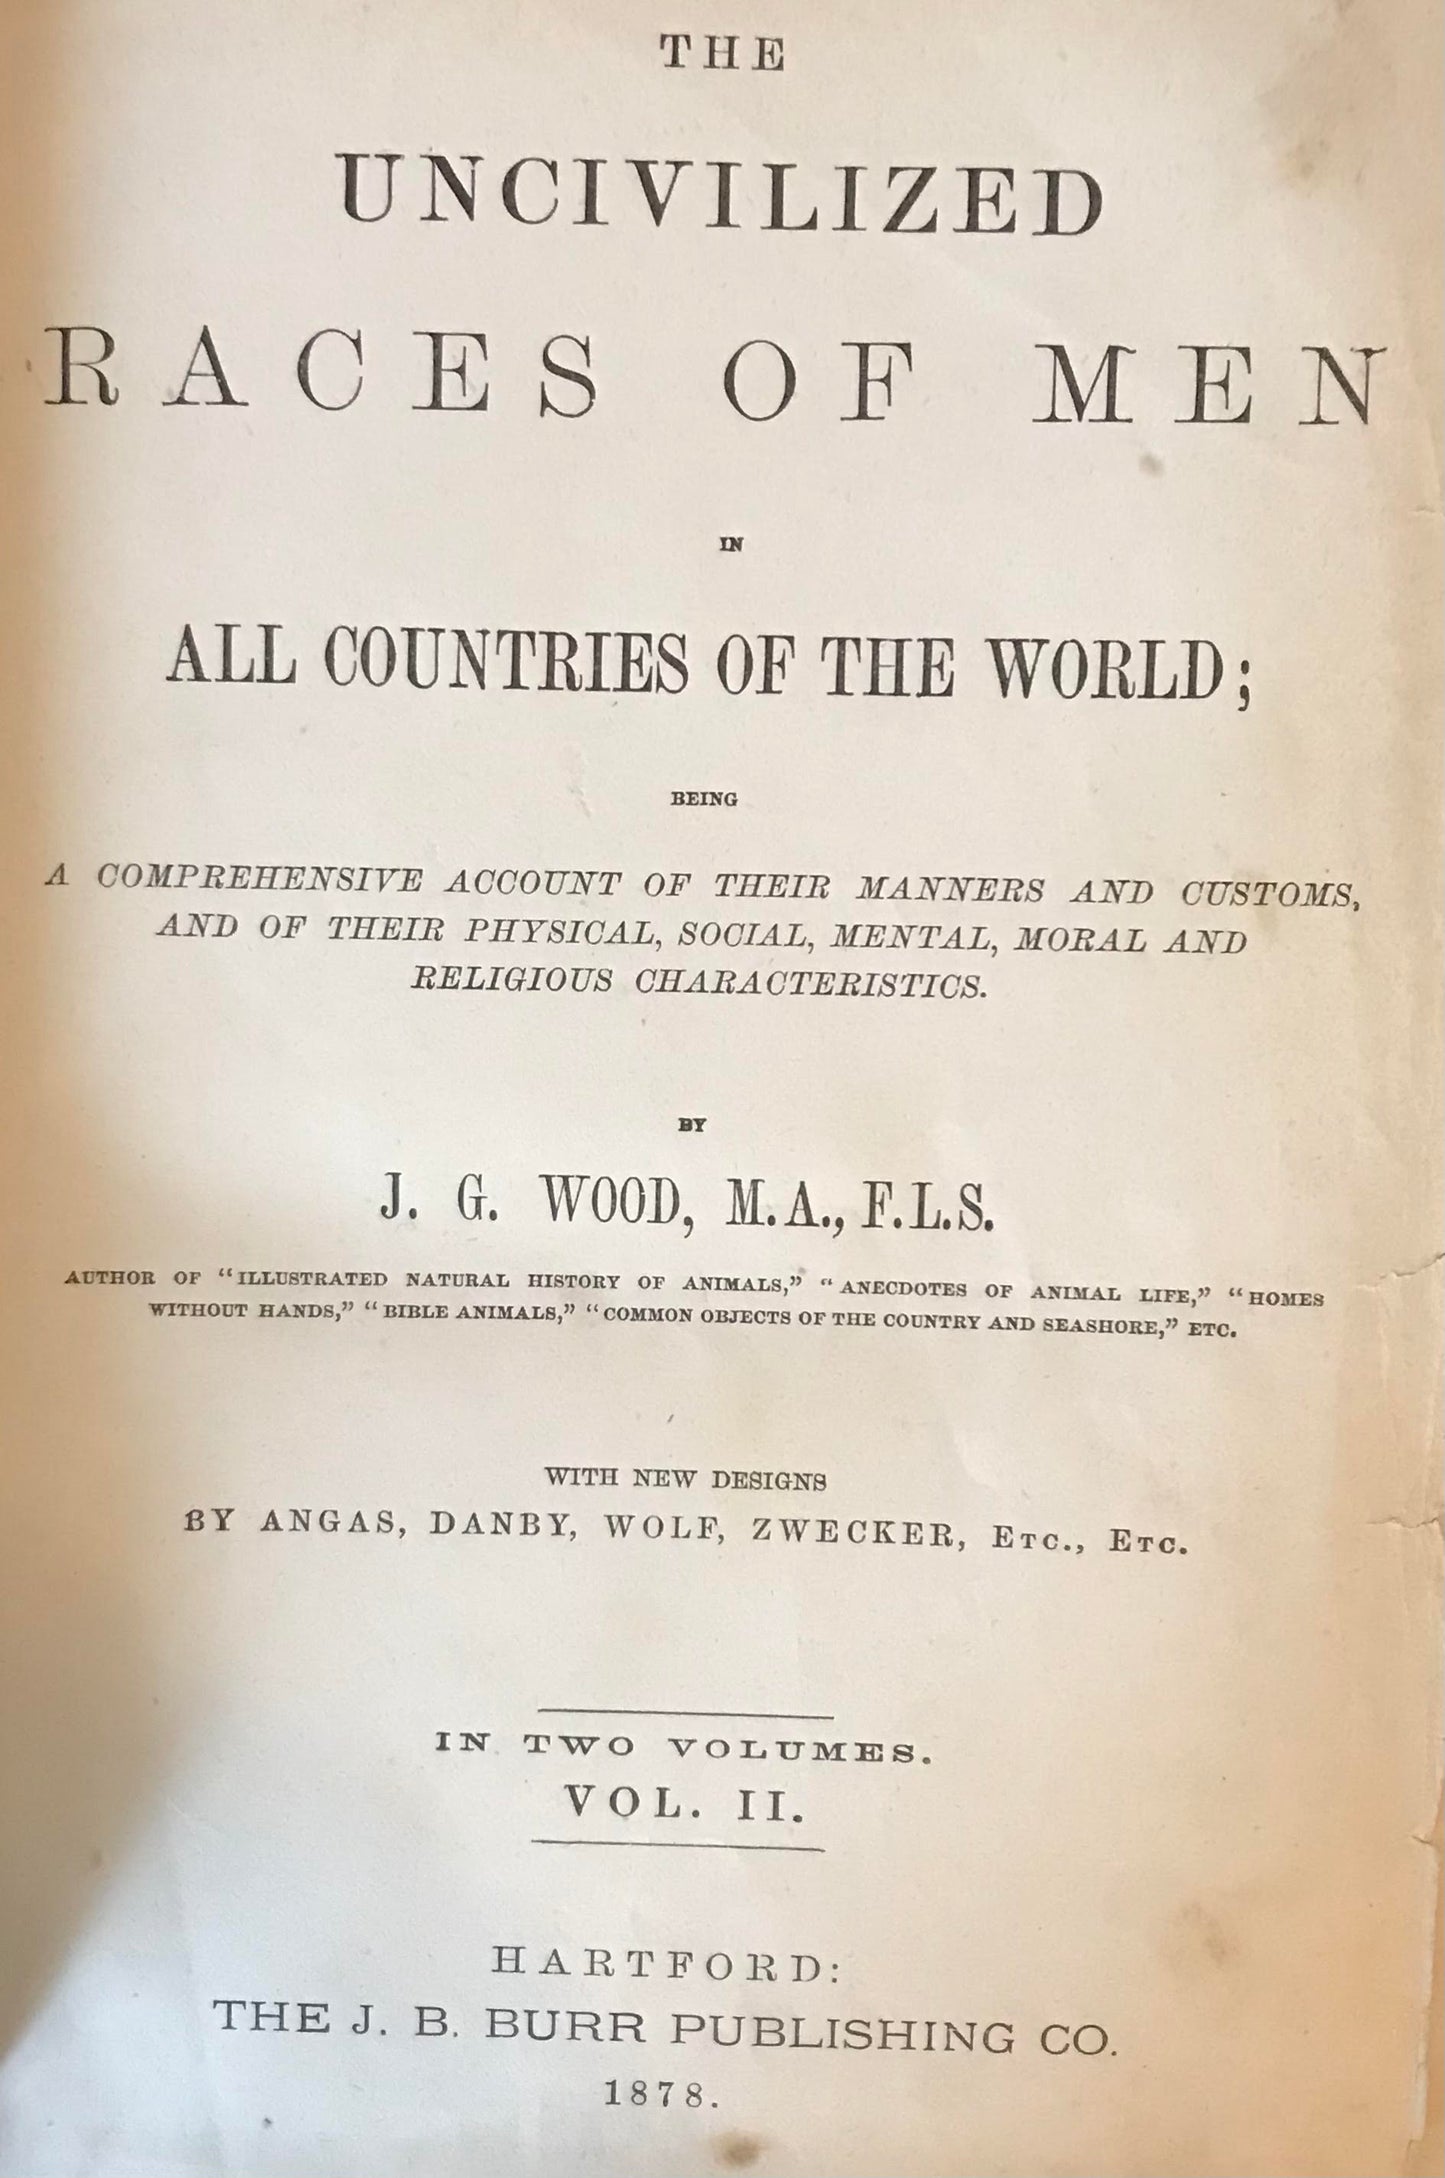 THE
UNCIVILIZED
RACES OF MEN
IN
ALL COUNTRIES OF THE WORLD;
BEING
A COMPREHENSIVE ACCOUNT OF THEIR MANNERS AND CUSTOMS,
AND OF THEIR PHYSICAL, SOCIAL, MENTAL, MORAL AND
RELIGIOUS CHARACTERISTICS.
BY
J. G. WOOD, M.A., F.L.S.
AUTHOR OF “ILLUSTRATED NATURAL HISTORY OF ANIMALS,” “ANECDOTES OF ANIMAL LIFE,” “HOMES
WITHOUT HANDS,” “BIBLE ANIMALS,” “COMMON OBJECTS OF THE COUNTRY AND SEASHORE,” ETC.
WITH NEW DESIGNS
BY ANGAS, DANBY, WOLF, ZWECKER, ETC., ETC.
IN TWO VOLUMES.
VOL. II.
HARTFORD:
THE J. B. BURR PUBLISHING CO.
1878.